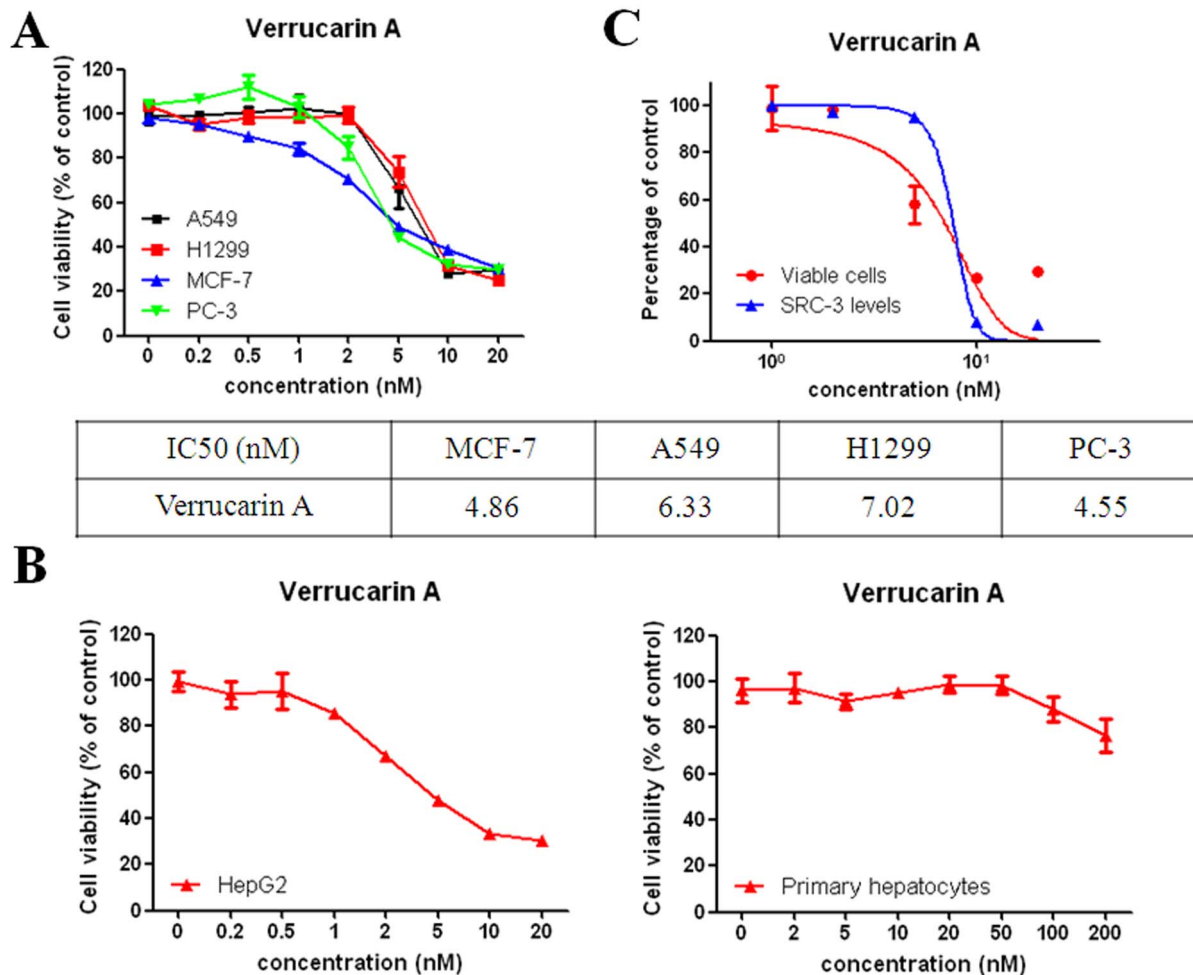 A
Verrucarin A
Cell viability (% of control)
120
100
80
60
40
20
0
A549
H1299
MCF-7
PC-3
0 0.2 0.5 1 2 5 10 20
concentration (nM)
C
Verrucarin A
Percentage of control
100
80
60
40
20
0
Viable cells
SRC-3 levels
10⁰ 10¹
concentration (nM)
IC50 (nM) MCF-7 A549 H1299 PC-3
Verrucarin A 4.86 6.33 7.02 4.55
B
Verrucarin A
Cell viability (% of control)
120
100
80
60
40
20
0
HepG2
0 0.2 0.5 1 2 5 10 20
concentration (nM)
Verrucarin A
Cell viability (% of control)
120
100
80
60
40
20
0
Primary hepatocytes
0 2 5 10 20 50 100 200
concentration (nM)